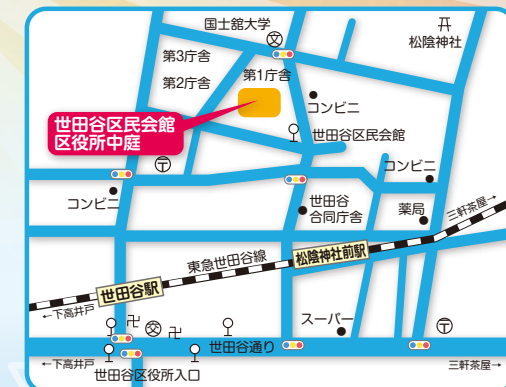 国士舘大学
文
松陰神社
第3庁舎
第1庁舎
第2庁舎
コンビニ
世田谷区民会館
区役所中庭
世田谷区民会館
コンビニ
コンビニ
世田谷
合同庁舎
薬局
三軒茶屋→
東急世田谷線
松陰神社前駅
世田谷駅
←下高井戸
交
スーパー
世田谷通り
←下高井戸
世田谷区役所入口
三軒茶屋→